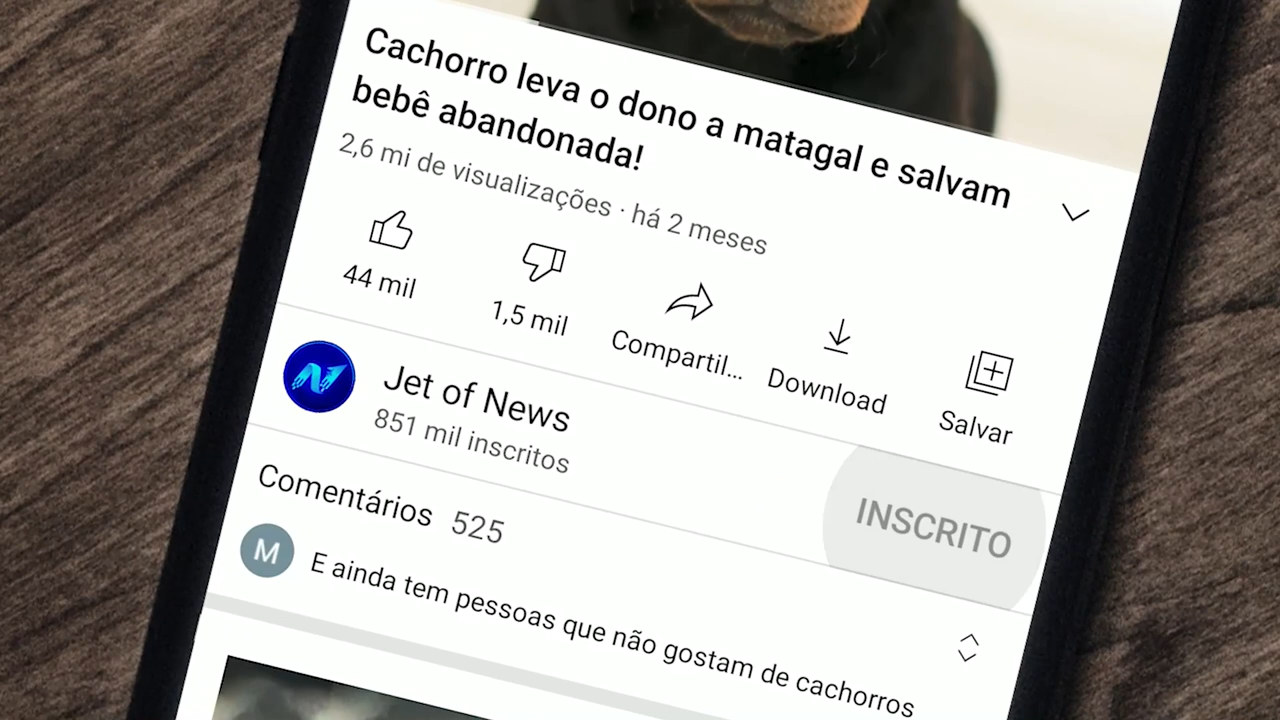 Cachorro leva o dono a matagal e salvam
bebê abandonada!
2,6 mi de visualizações · há 2 meses
44 mil
1,5 mil
Compartil...
Download
Salvar
Jet of News
851 mil inscritos
INSCRITO
Comentários 525
M
E ainda tem pessoas que não gostam de cachorros